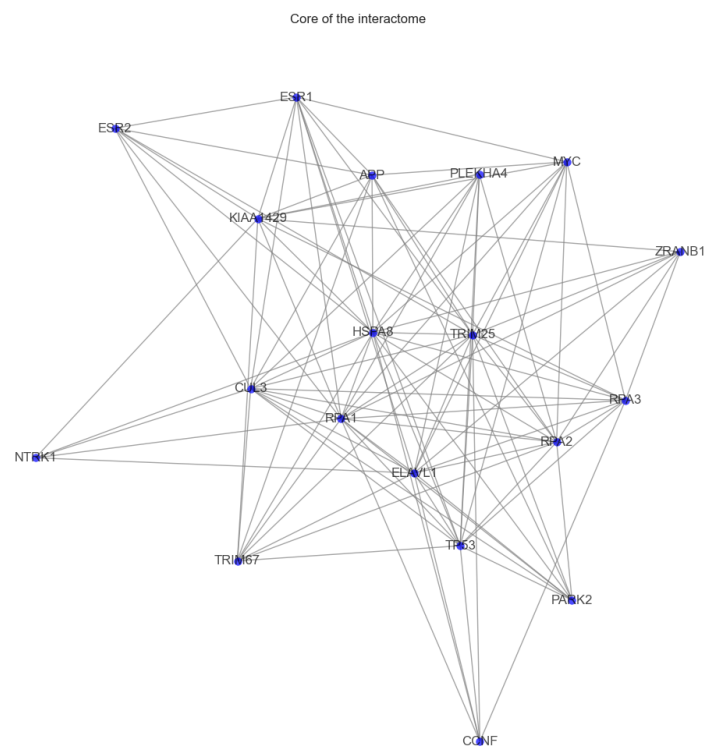 Core of the interactome
ESR1
ESR2
MYC
APP
PLEKHA4
KIAA1429
ZRANB1
HSPA8
TRIM25
CUL3
RPA3
RPA1
RPA2
NTRK1
ELAVL1
TP53
TRIM67
PARK2
CCNF